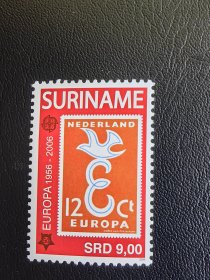 SURINAME
EUROPA 1956 - 2006
NEDERLAND
12 Ct
EUROPA
SRD 9,00